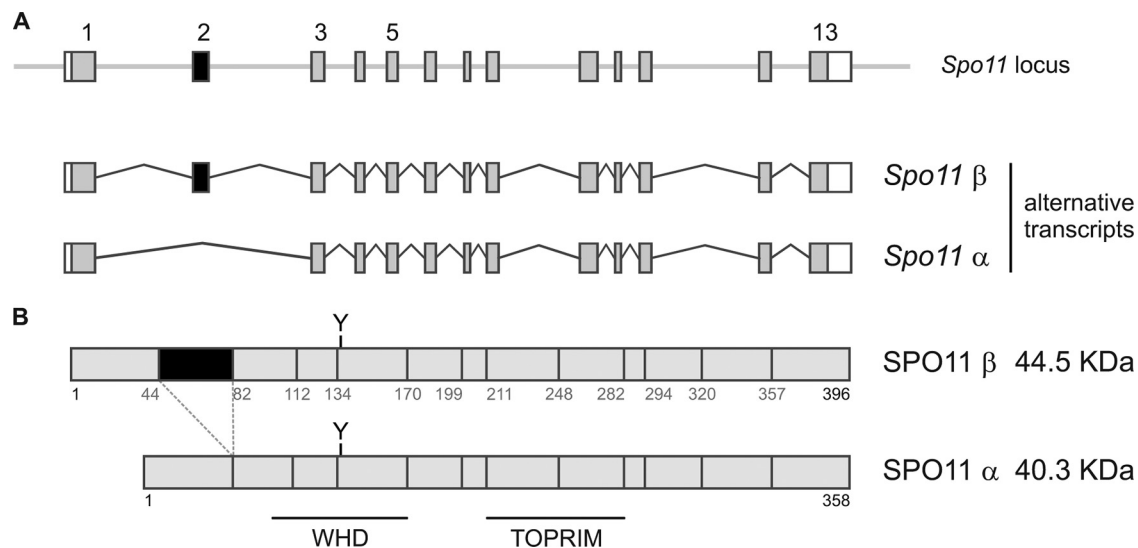 A
1 2 3 5 13
Spo11 locus
Spo11 β
alternative
transcripts
Spo11 α
B
Y
SPO11 β 44.5 KDa
1 44 82 112 134 170 199 211 248 282 294 320 357 396
Y
SPO11 α 40.3 KDa
1 358
WHD TOPRIM